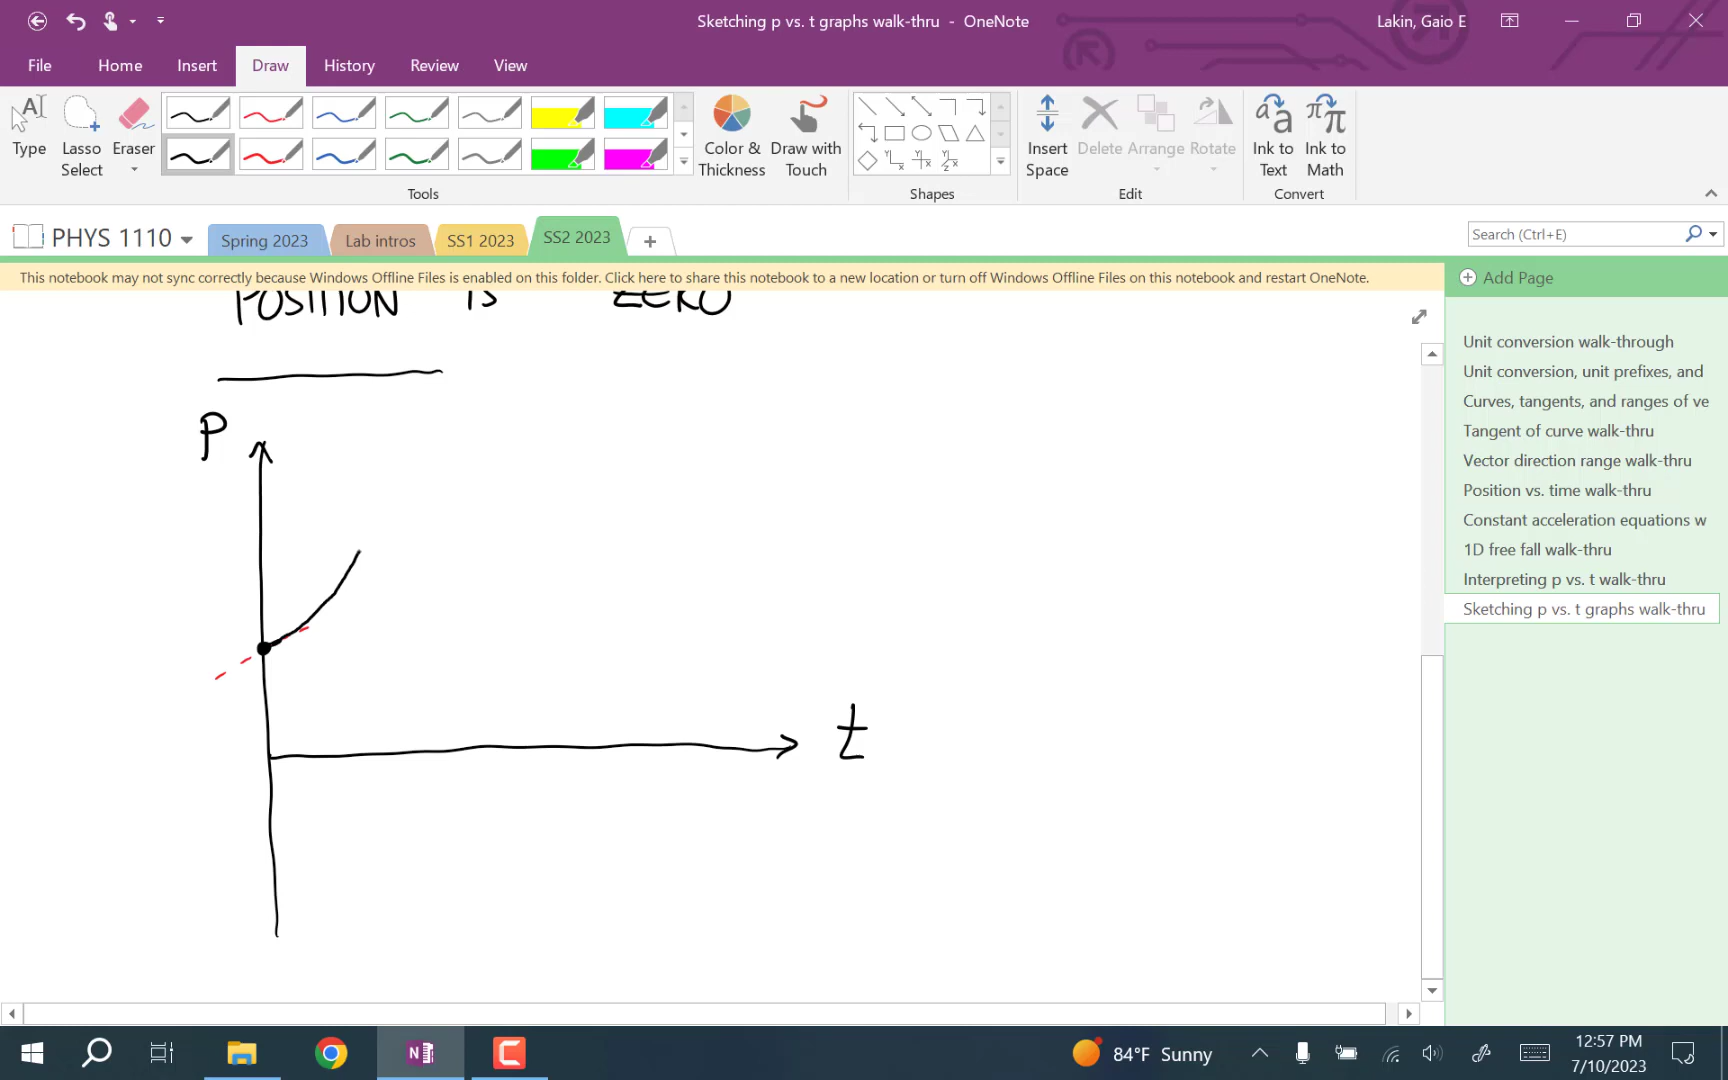 Sketching p vs. t graphs walk-thru - OneNote
Lakin, Gaio E
File Home Insert Draw History Review View
Type
Lasso Select
Eraser
Color & Thickness
Draw with Touch
Insert Space
Delete Arrange Rotate
Ink to Text
Ink to Math
Tools Shapes Edit Convert
PHYS 1110
Spring 2023 Lab intros SS1 2023 SS2 2023
Search (Ctrl+E)
This notebook may not sync correctly because Windows Offline Files is enabled on this folder. Click here to share this notebook to a new location or turn off Windows Offline Files on this notebook and restart OneNote.
Add Page
POSITION IS ZERO
P
t
Unit conversion walk-through
Unit conversion, unit prefixes, and
Curves, tangents, and ranges of ve
Tangent of curve walk-thru
Vector direction range walk-thru
Position vs. time walk-thru
Constant acceleration equations w
1D free fall walk-thru
Interpreting p vs. t walk-thru
Sketching p vs. t graphs walk-thru
84°F Sunny
12:57 PM
7/10/2023